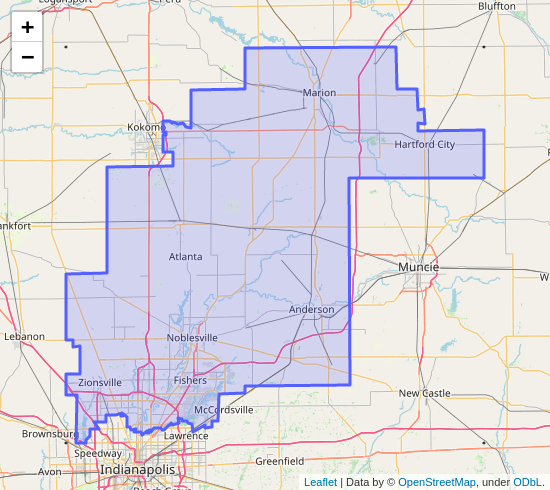 Logansport
Peru
Bluffton
+
−
Marion
Kokomo
Hartford City
ankfort
Atlanta
Muncie
W
Anderson
Lebanon
Noblesville
Zionsville
Fishers
New Castle
McCordsville
Brownsburg
Lawrence
Speedway
Greenfield
Avon
Indianapolis
Leaflet | Data by © OpenStreetMap, under ODbL.